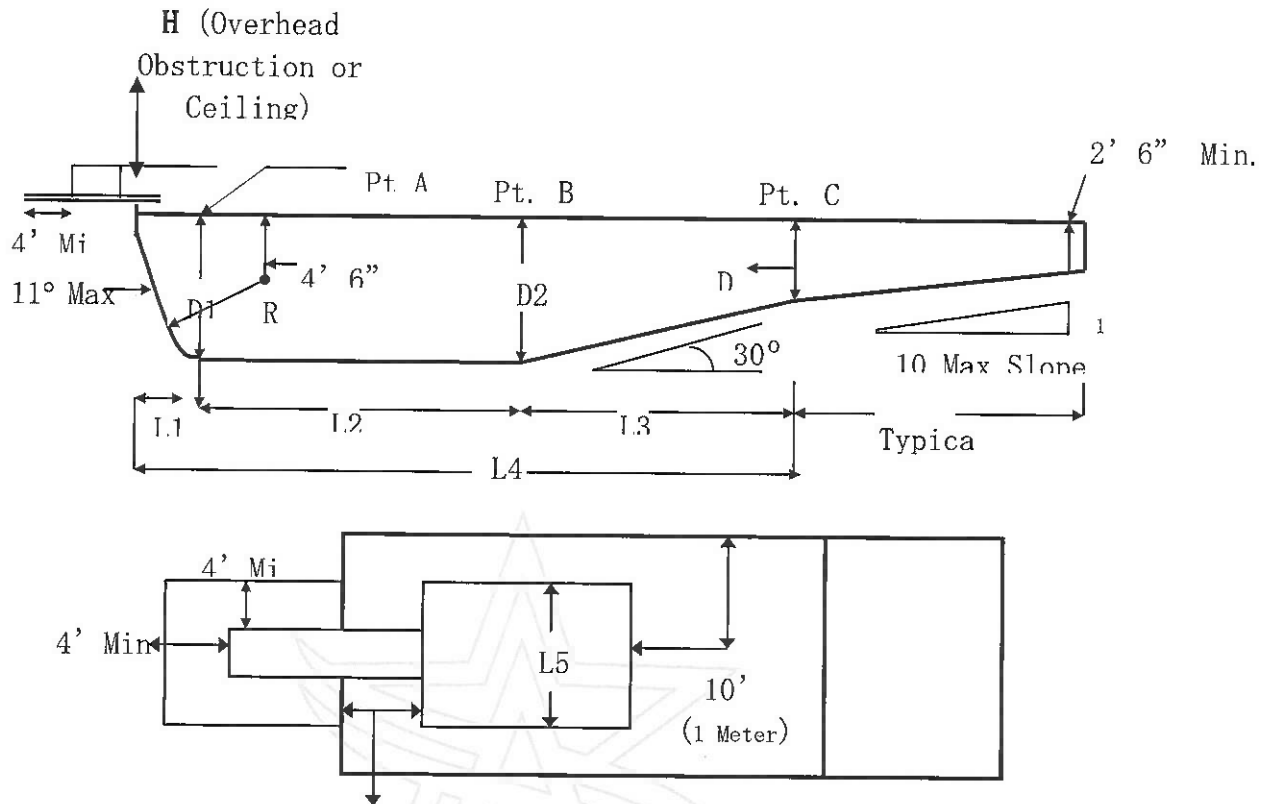 H (Overhead
Obstruction or
Ceiling)
2' 6" Min.
Pt. A
Pt. B
Pt. C
4' Mi
4' 6"
11° Max
D1
R
D2
D
30°
1
10 Max Slope
L1
L2
L3
Typica
L4
4' Mi
4' Min
L5
10'
(1 Meter)